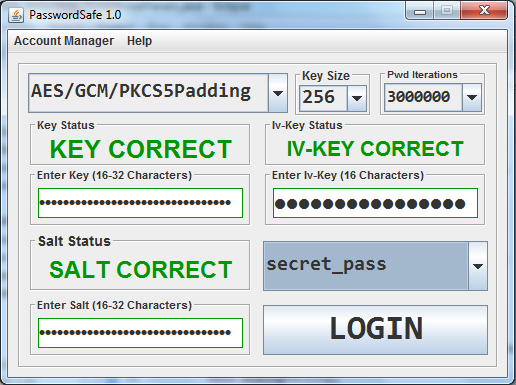 PasswordSafe 1.0
Account Manager Help
Key Size
Pwd Iterations
AES/GCM/PKCS5Padding
256
3000000
Key Status
Iv-Key Status
KEY CORRECT
IV-KEY CORRECT
Enter Key (16-32 Characters)
Enter Iv-Key (16 Characters)
Salt Status
SALT CORRECT
secret_pass
Enter Salt (16-32 Characters)
LOGIN